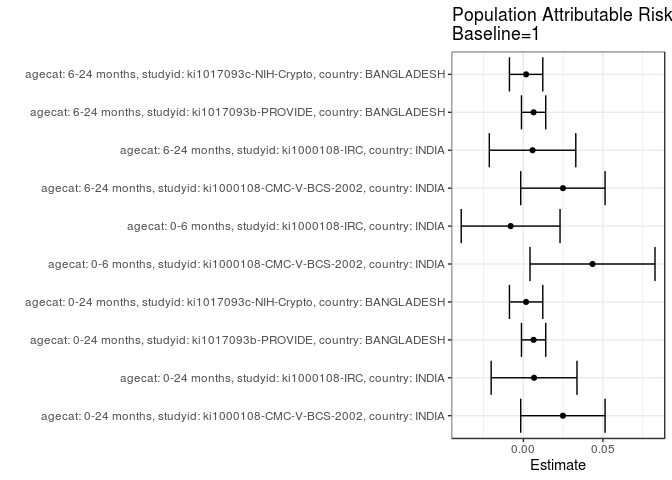 Population Attributable Risk
Baseline=1
agecat: 6-24 months, studyid: ki1017093c-NIH-Crypto, country: BANGLADESH
agecat: 6-24 months, studyid: ki1017093b-PROVIDE, country: BANGLADESH
agecat: 6-24 months, studyid: ki1000108-IRC, country: INDIA
agecat: 6-24 months, studyid: ki1000108-CMC-V-BCS-2002, country: INDIA
agecat: 0-6 months, studyid: ki1000108-IRC, country: INDIA
agecat: 0-6 months, studyid: ki1000108-CMC-V-BCS-2002, country: INDIA
agecat: 0-24 months, studyid: ki1017093c-NIH-Crypto, country: BANGLADESH
agecat: 0-24 months, studyid: ki1017093b-PROVIDE, country: BANGLADESH
agecat: 0-24 months, studyid: ki1000108-IRC, country: INDIA
agecat: 0-24 months, studyid: ki1000108-CMC-V-BCS-2002, country: INDIA
0.00 0.05
Estimate